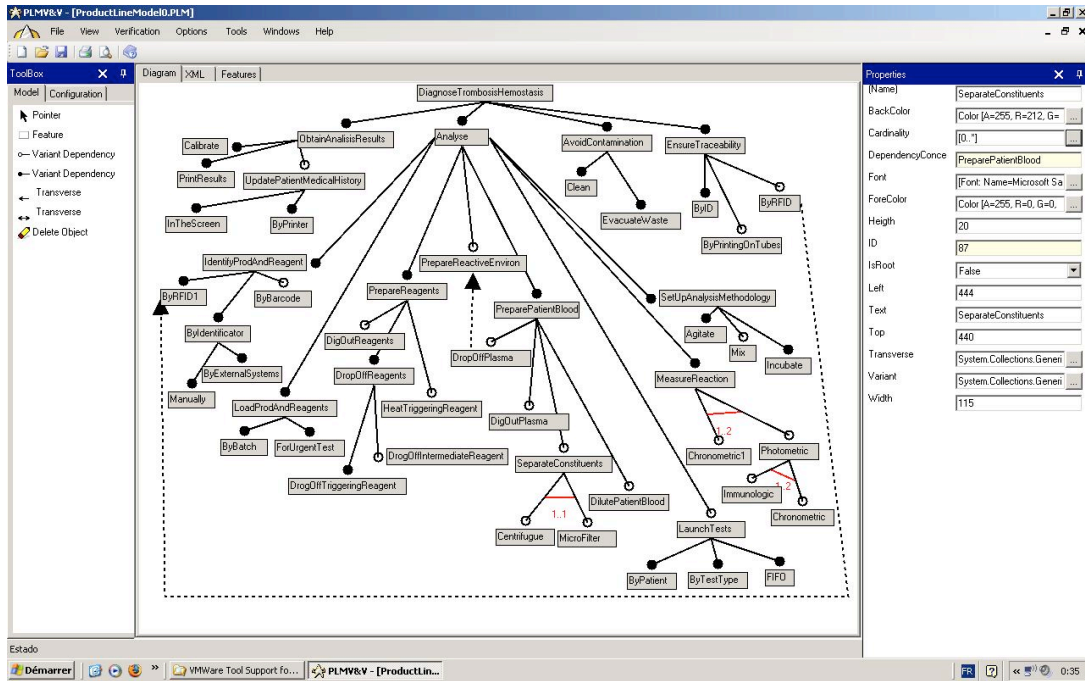 PLMV&V - [ProductLineModel0.PLM]
File View Verification Options Tools Windows Help
ToolBox
Model Configuration
Pointer
Feature
Variant Dependency
Variant Dependency
Transverse
Transverse
Delete Object
Diagram XML Features
DiagnoseTrombosisHemostasis
ObtainAnalisisResults
Analyse
AvoidContamination
EnsureTraceability
Calibrate
PrintResults
UpdatePatientMedicalHistory
Clean
ByID
ByRFID
InTheScreen
ByPrinter
EvacuateWaste
ByPrintingOnTubes
IdentifyProdAndReagent
PrepareReactiveEnviron
ByRFID1
ByBarcode
PrepareReagents
PreparePatientBlood
SetUpAnalysisMethodology
ByIdentificator
DigOutReagents
DropOffPlasma
Agitate
Mix
Incubate
ByExternalSystems
DropOffReagents
MeasureReaction
Manually
LoadProdAndReagents
HeatTriggeringReagent
DigOutPlasma
1..2
ByBatch
ForUrgentTest
DrogOffIntermediateReagent
SeparateConstituents
Chronometric1
Photometric
DrogOffTriggeringReagent
DilutePatientBlood
Immunologic
1..2
Chronometric
1..1
Centrifugue
MicroFilter
LaunchTests
ByPatient
ByTestType
FIFO
Properties
(Name) SeparateConstituents
BackColor Color [A=255, R=212, G= ...
Cardinality [0..*] ...
DependencyConce PreparePatientBlood
Font [Font: Name=Microsoft Sa ...
ForeColor Color [A=255, R=0, G=0, ...
Heigth 20
ID 87
IsRoot False
Left 444
Text SeparateConstituents
Top 440
Transverse System.Collections.Generi ...
Variant System.Collections.Generi ...
Width 115
Estado
Démarrer » VMWare Tool Support fo... PLMV&V - [ProductLin... FR « 0:35